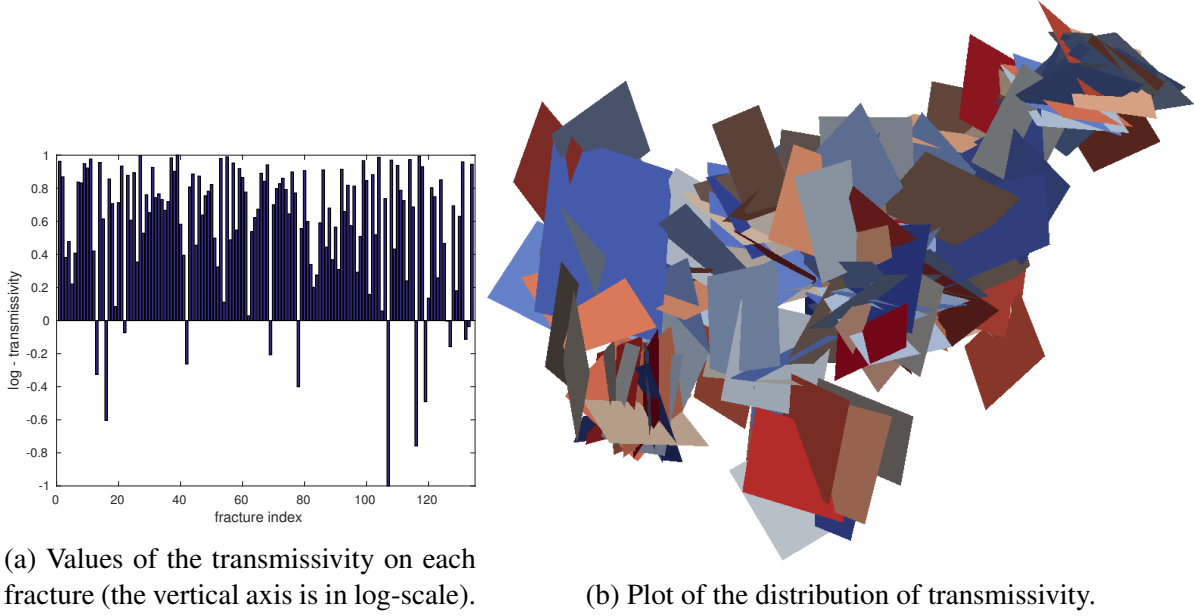 1
0.8
0.6
0.4
0.2
0
-0.2
-0.4
-0.6
-0.8
-1
log - transmissivity
0 20 40 60 80 100 120
fracture index
(a) Values of the transmissivity on each
fracture (the vertical axis is in log-scale).
(b) Plot of the distribution of transmissivity.